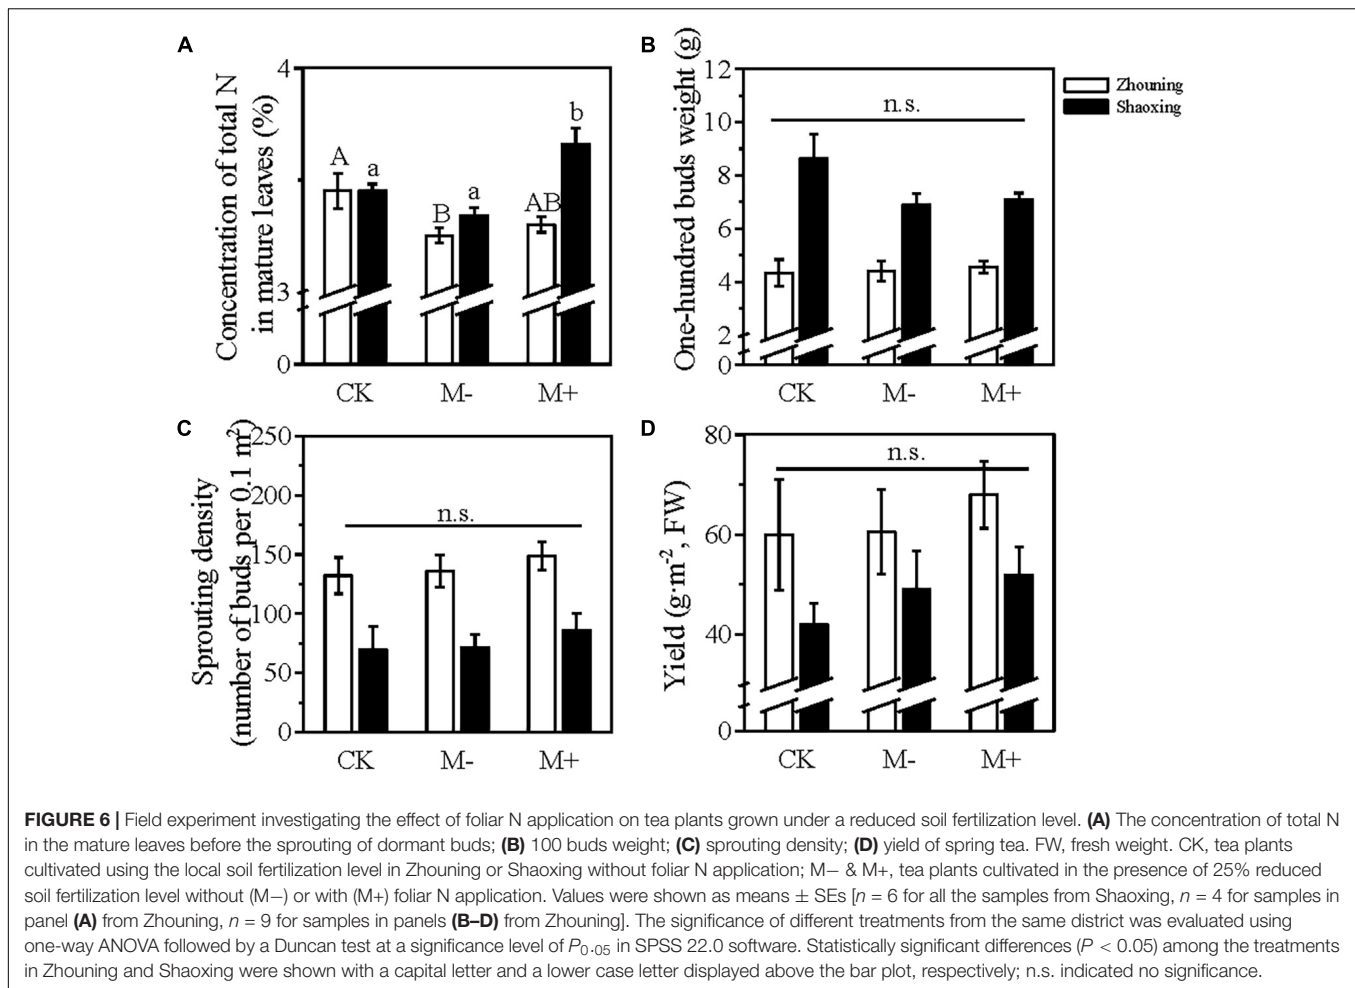 A
Concentration of total N
in mature leaves (%)
4
3
0
A
a
B
a
AB
b
CK M- M+
B
One-hundred buds weight (g)
12
10
8
6
4
2
0
n.s.
CK M- M+
Zhouning
Shaoxing
C
Sprouting density
(number of buds per 0.1 m²)
250
200
150
100
50
0
n.s.
CK M- M+
D
Yield (g·m⁻², FW)
80
60
40
0
n.s.
CK M- M+
FIGURE 6 | Field experiment investigating the effect of foliar N application on tea plants grown under a reduced soil fertilization level. (A) The concentration of total N
in the mature leaves before the sprouting of dormant buds; (B) 100 buds weight; (C) sprouting density; (D) yield of spring tea. FW, fresh weight. CK, tea plants
cultivated using the local soil fertilization level in Zhouning or Shaoxing without foliar N application; M− & M+, tea plants cultivated in the presence of 25% reduced
soil fertilization level without (M−) or with (M+) foliar N application. Values were shown as means ± SEs [n = 6 for all the samples from Shaoxing, n = 4 for samples in
panel (A) from Zhouning, n = 9 for samples in panels (B–D) from Zhouning]. The significance of different treatments from the same district was evaluated using
one-way ANOVA followed by a Duncan test at a significance level of P₀.₀₅ in SPSS 22.0 software. Statistically significant differences (P < 0.05) among the treatments
in Zhouning and Shaoxing were shown with a capital letter and a lower case letter displayed above the bar plot, respectively; n.s. indicated no significance.